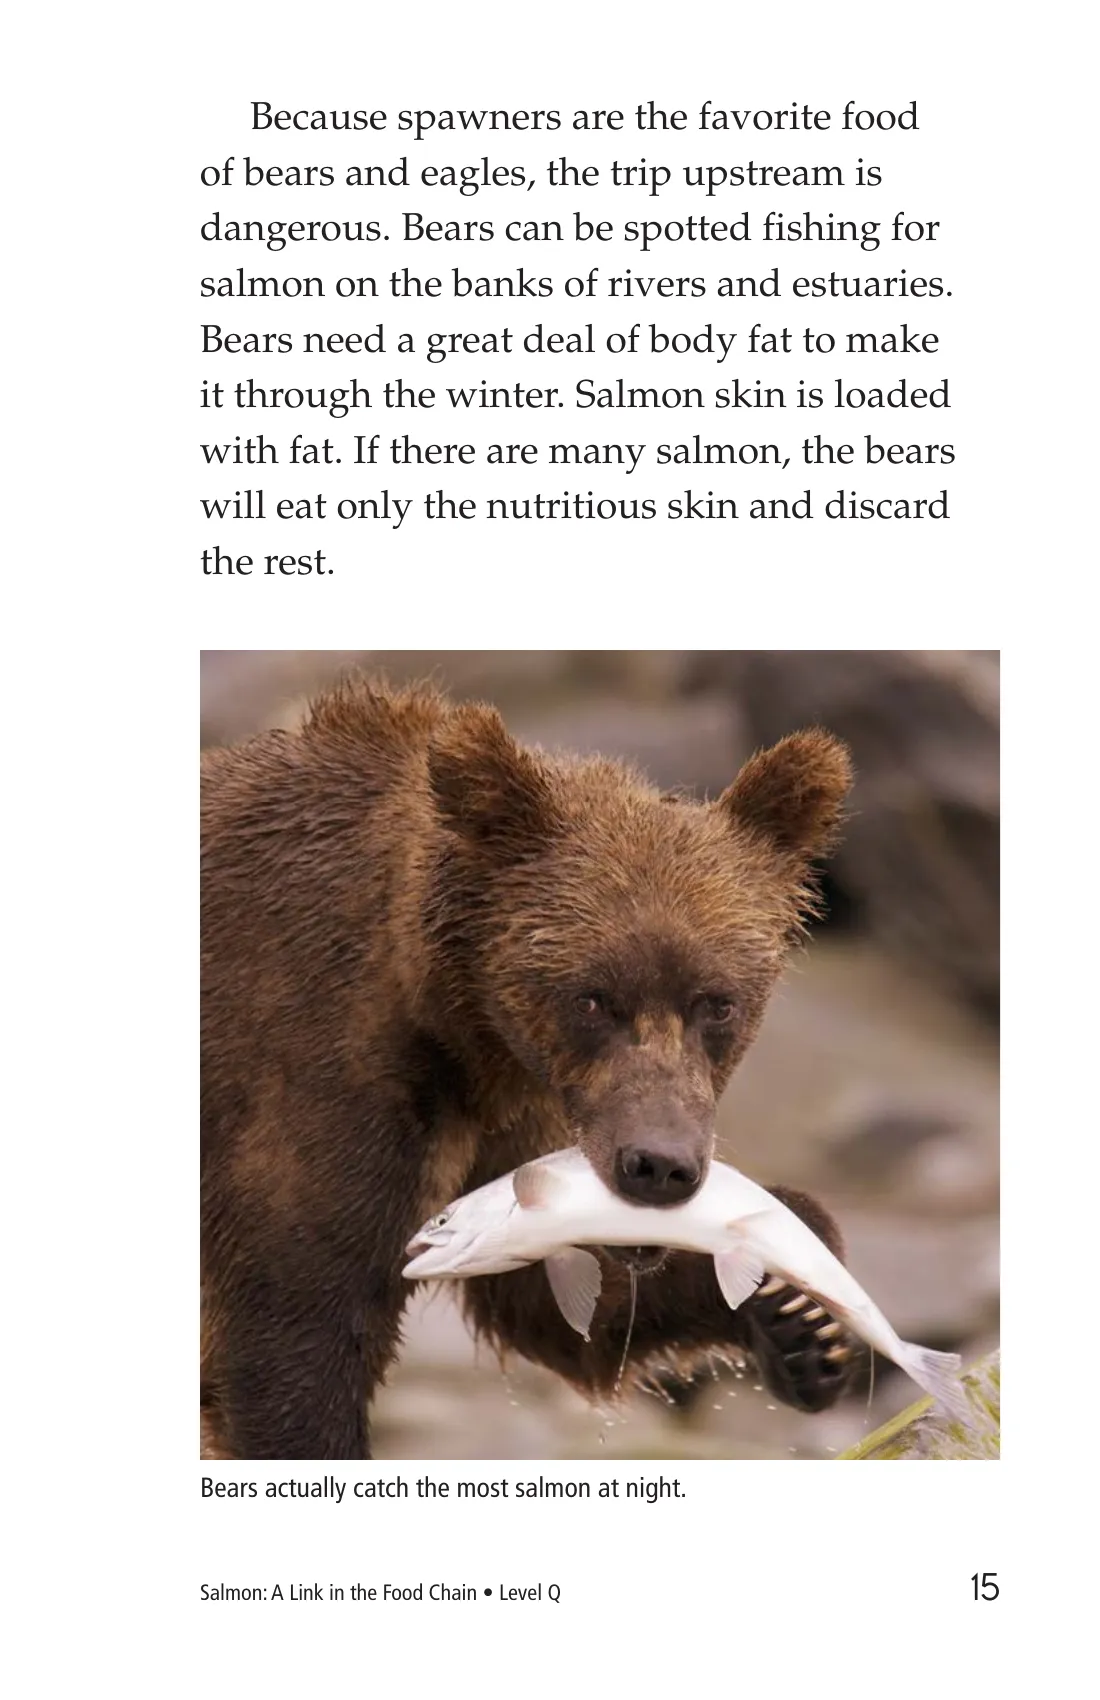 Because spawners are the favorite food
of bears and eagles, the trip upstream is
dangerous. Bears can be spotted fishing for
salmon on the banks of rivers and estuaries.
Bears need a great deal of body fat to make
it through the winter. Salmon skin is loaded
with fat. If there are many salmon, the bears
will eat only the nutritious skin and discard
the rest.
Bears actually catch the most salmon at night.
Salmon: A Link in the Food Chain • Level Q
15